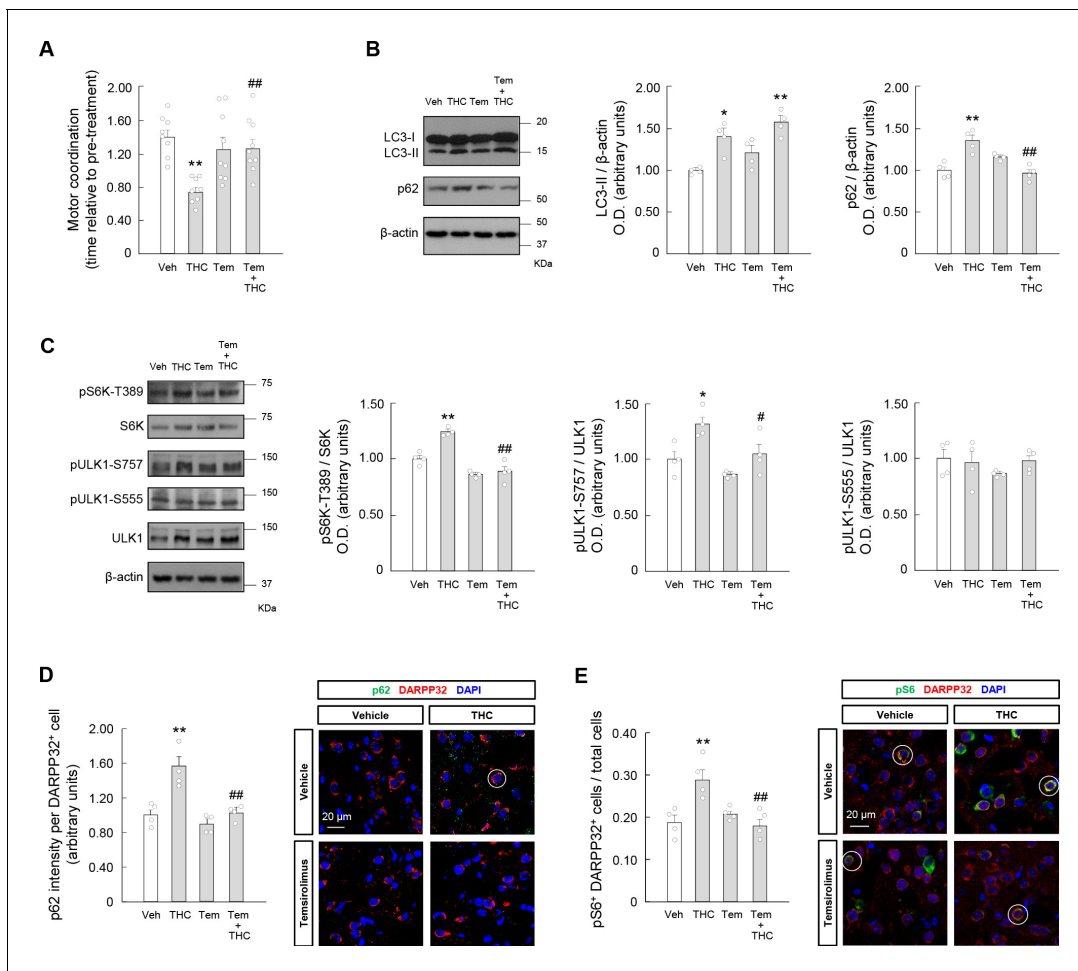 A
Motor coordination
(time relative to pre-treatment)
2.00
1.60
1.20
0.80
0.40
0
**
##
Veh
THC
Tem
Tem
+
THC
B
Veh
THC
Tem
Tem
+
THC
LC3-I
LC3-II
p62
β-actin
20
15
50
50
37
KDa
LC3-II / β-actin
O.D. (arbitrary units)
2.00
1.50
1.00
0.50
0
*
**
Veh
THC
Tem
Tem
+
THC
p62 / β-actin
O.D. (arbitrary units)
2.00
1.50
1.00
0.50
0
**
##
Veh
THC
Tem
Tem
+
THC
C
Veh
THC
Tem
Tem
+
THC
pS6K-T389
S6K
pULK1-S757
pULK1-S555
ULK1
β-actin
75
75
150
150
150
37
KDa
pS6K-T389 / S6K
O.D. (arbitrary units)
1.50
1.00
0.50
0
**
##
Veh
THC
Tem
Tem
+
THC
pULK1-S757 / ULK1
O.D. (arbitrary units)
1.50
1.00
0.50
0
*
#
Veh
THC
Tem
Tem
+
THC
pULK1-S555 / ULK1
O.D. (arbitrary units)
1.50
1.00
0.50
0
Veh
THC
Tem
Tem
+
THC
D
p62 intensity per DARPP32+ cell
(arbitrary units)
2.00
1.60
1.20
0.80
0.40
0
**
##
Veh
THC
Tem
Tem
+
THC
p62 DARPP32 DAPI
Vehicle
THC
Vehicle
20 µm
Temsirolimus
E
pS6+ DARPP32+ cells / total cells
0.40
0.30
0.20
0.10
0
**
##
Veh
THC
Tem
Tem
+
THC
pS6 DARPP32 DAPI
Vehicle
THC
Vehicle
20 µm
Temsirolimus